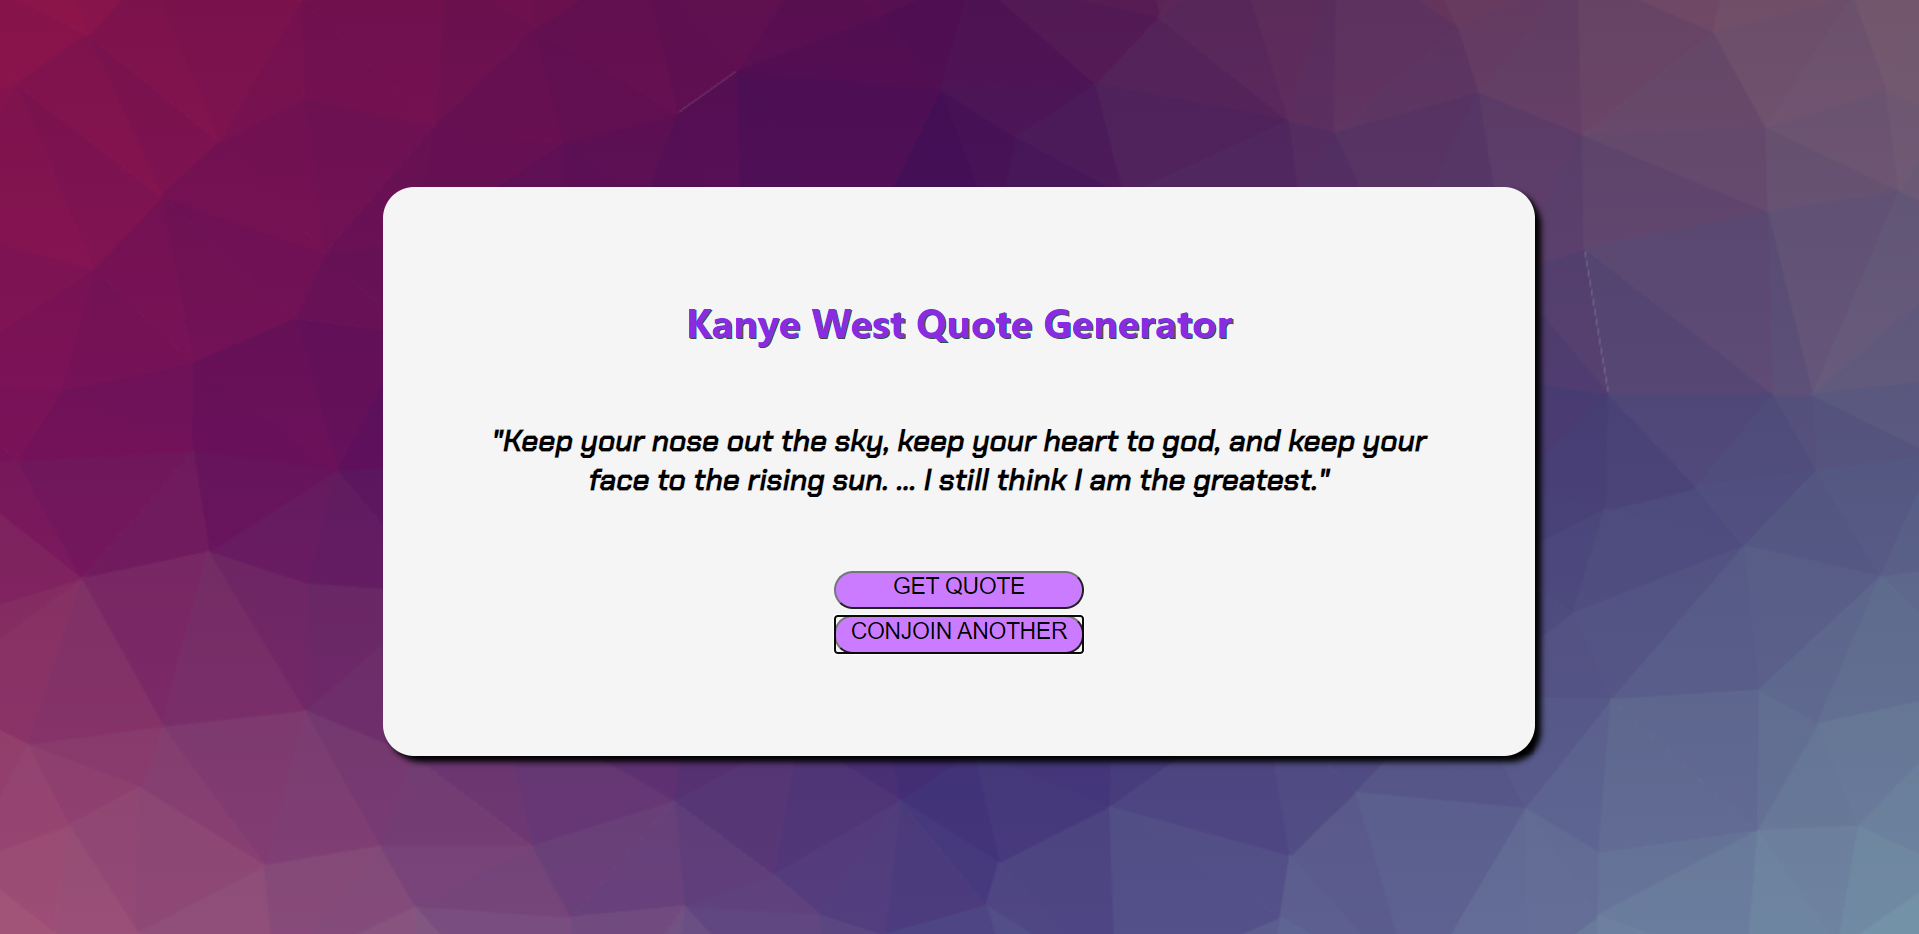 Kanye West Quote Generator
"Keep your nose out the sky, keep your heart to god, and keep your
face to the rising sun. ... I still think I am the greatest."
GET QUOTE
CONJOIN ANOTHER